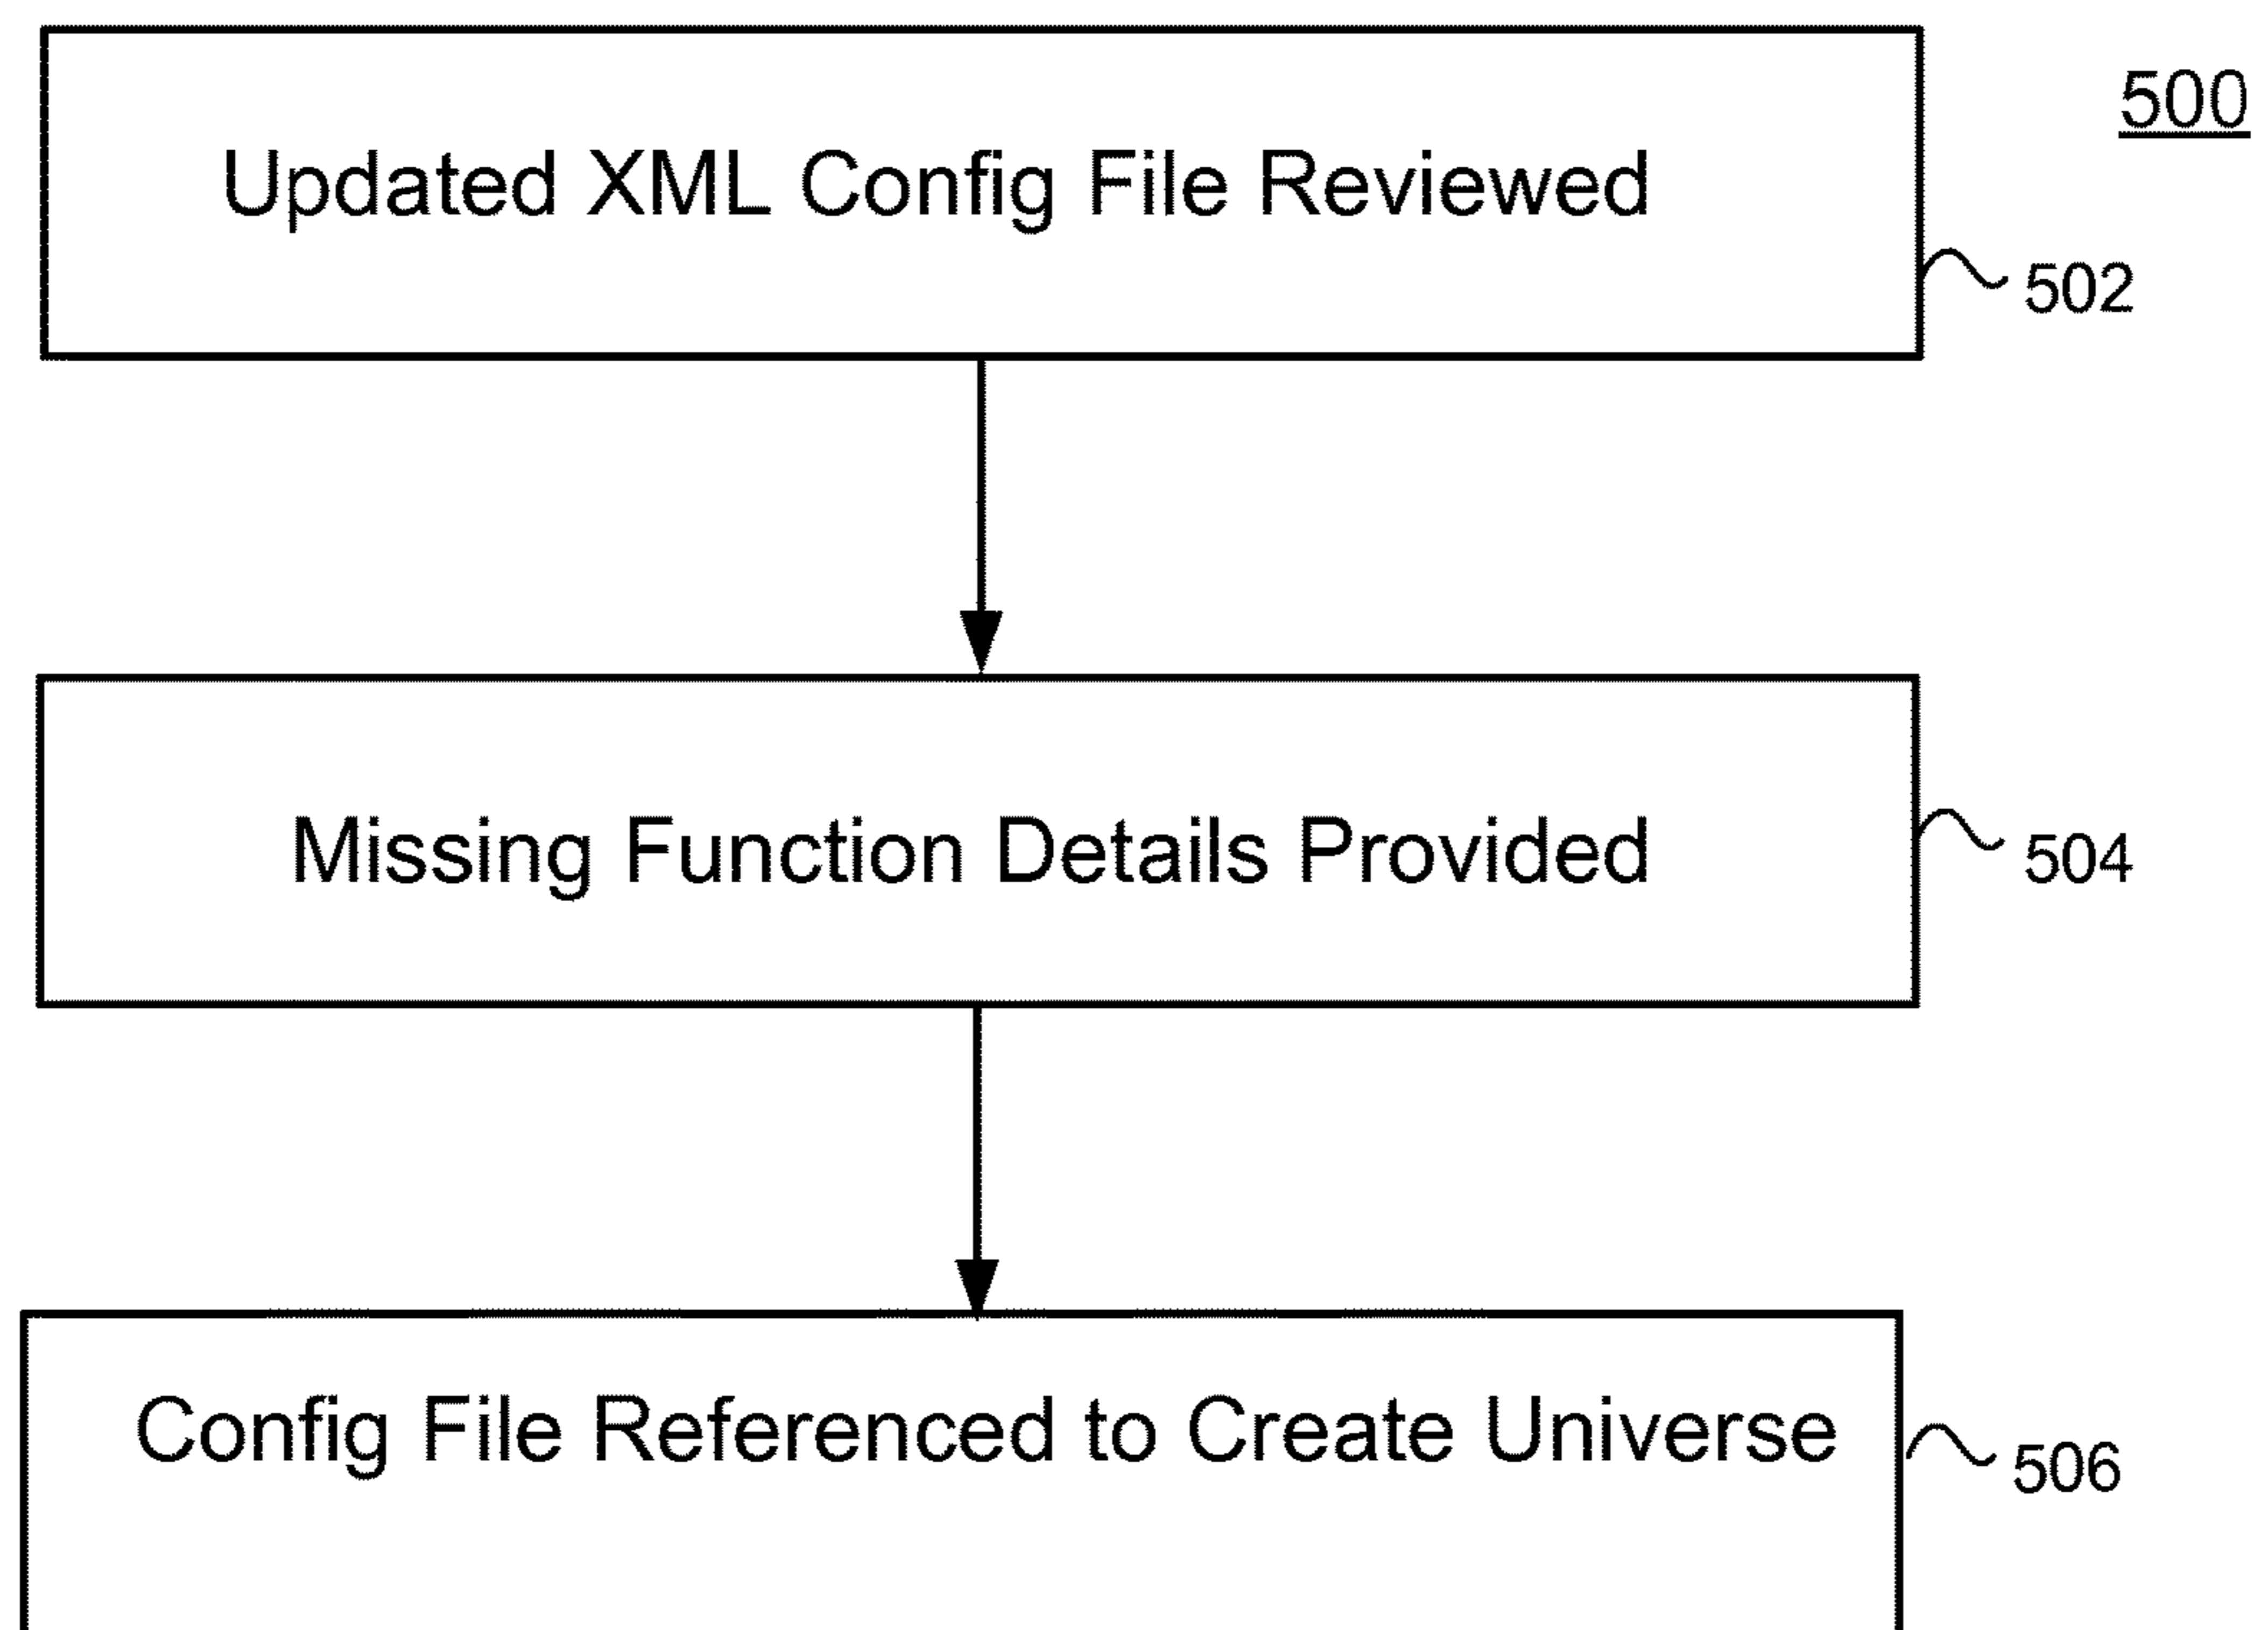 500
Updated XML Config File Reviewed
502
Missing Function Details Provided
504
Config File Referenced to Create Universe
506